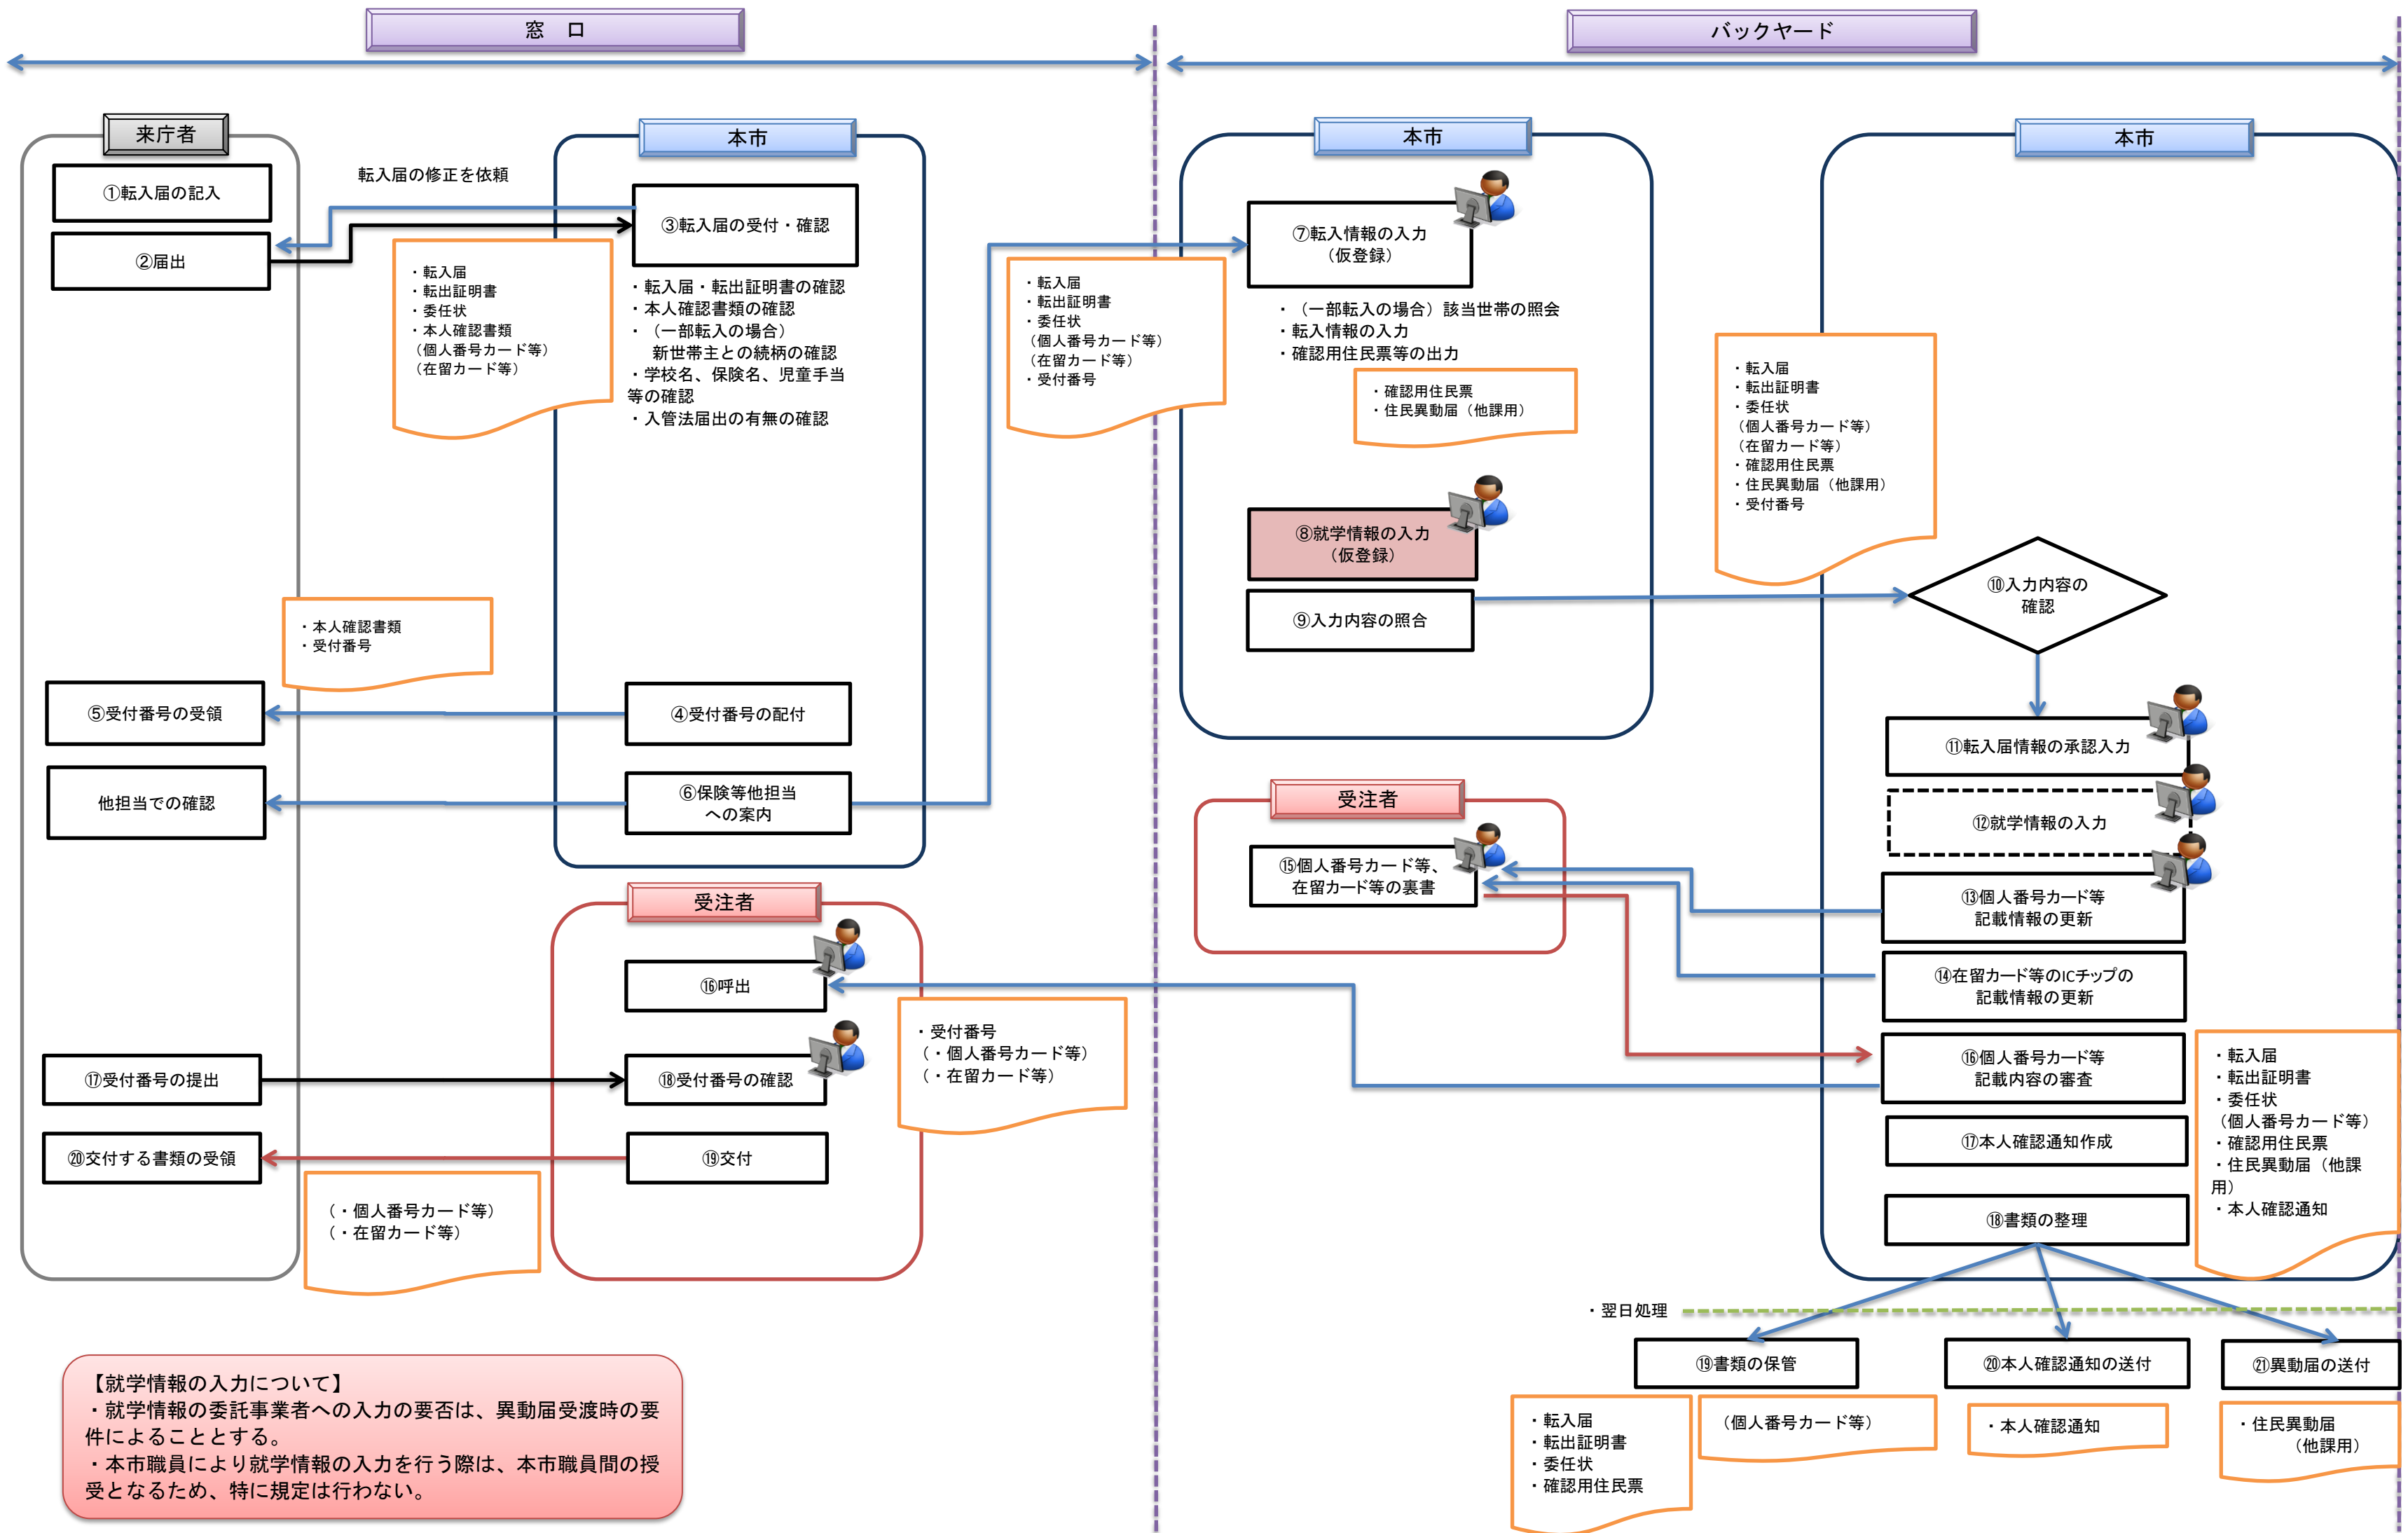 窓　口
バックヤード
来庁者
①転入届の記入
②届出
転入届の修正を依頼
・転入届
・転出証明書
・委任状
・本人確認書類
（個人番号カード等）
（在留カード等）
本市
③転入届の受付・確認
・転入届・転出証明書の確認
・本人確認書類の確認
・（一部転入の場合）
新世帯主との続柄の確認
・学校名、保険名、児童手当
等の確認
・入管法届出の有無の確認
・本人確認書類
・受付番号
⑤受付番号の受領
④受付番号の配付
他担当での確認
⑥保険等他担当
への案内
受注者
⑯呼出
・受付番号
（・個人番号カード等）
（・在留カード等）
⑰受付番号の提出
⑱受付番号の確認
⑳交付する書類の受領
⑲交付
（・個人番号カード等）
（・在留カード等）
【就学情報の入力について】
・就学情報の委託事業者への入力の要否は、異動届受渡時の要
件によることとする。
・本市職員により就学情報の入力を行う際は、本市職員間の授
受となるため、特に規定は行わない。
・転入届
・転出証明書
・委任状
（個人番号カード等）
（在留カード等）
・受付番号
本市
⑦転入情報の入力
（仮登録）
・（一部転入の場合）該当世帯の照会
・転入情報の入力
・確認用住民票等の出力
・確認用住民票
・住民異動届（他課用）
⑧就学情報の入力
（仮登録）
⑨入力内容の照合
受注者
⑮個人番号カード等、
在留カード等の裏書
本市
・転入届
・転出証明書
・委任状
（個人番号カード等）
（在留カード等）
・確認用住民票
・住民異動届（他課用）
・受付番号
⑩入力内容の
確認
⑪転入届情報の承認入力
⑫就学情報の入力
⑬個人番号カード等
記載情報の更新
⑭在留カード等のICチップの
記載情報の更新
⑯個人番号カード等
記載内容の審査
⑰本人確認通知作成
⑱書類の整理
・転入届
・転出証明書
・委任状
（個人番号カード等）
・確認用住民票
・住民異動届（他課
用）
・本人確認通知
・翌日処理
⑲書類の保管
⑳本人確認通知の送付
㉑異動届の送付
・転入届
・転出証明書
・委任状
・確認用住民票
（個人番号カード等）
・本人確認通知
・住民異動届
（他課用）